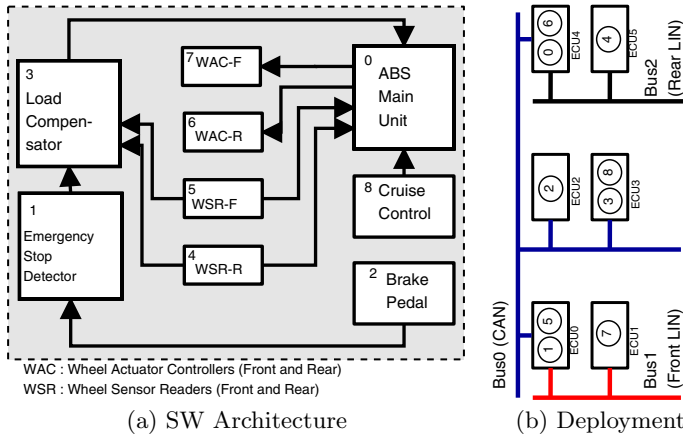 3
Load
Compen-
sator
7 WAC-F
6
WAC-R
0
ABS
Main
Unit
1
Emergency
Stop
Detector
5
WSR-F
4
WSR-R
8 Cruise
Control
2 Brake
Pedal
WAC : Wheel Actuator Controllers (Front and Rear)
WSR : Wheel Sensor Readers (Front and Rear)
(a) SW Architecture
0 6
ECU4
4
ECU5
Bus2
(Rear LIN)
2
ECU2
3 8
ECU3
Bus0 (CAN)
1 5
ECU0
7
ECU1
Bus1
(Front LIN)
(b) Deployment